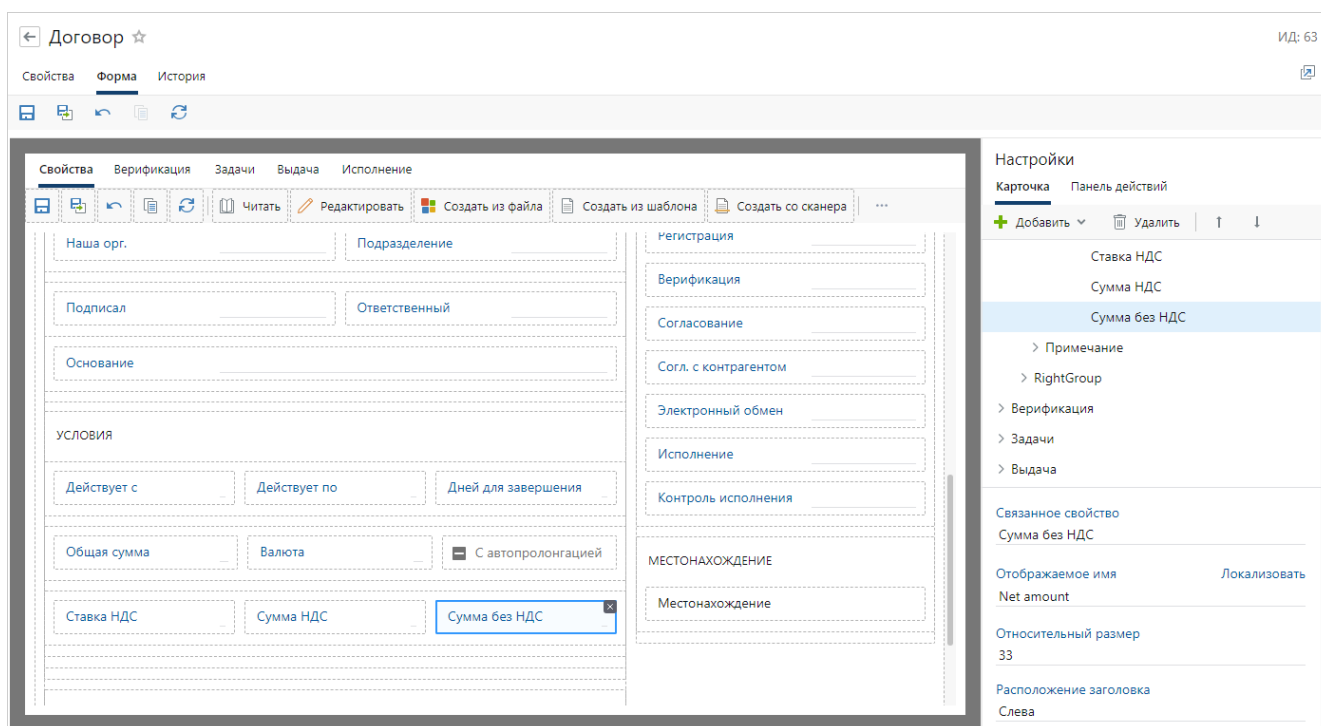 Договор
ИД: 63
Свойства Форма История
Свойства Верификация Задачи Выдача Исполнение
Читать Редактировать Создать из файла Создать из шаблона Создать со сканера ...
Наша орг. Подразделение
Подписал Ответственный
Основание
УСЛОВИЯ
Действует с Действует по Дней для завершения
Общая сумма Валюта С автопролонгацией
Ставка НДС Сумма НДС Сумма без НДС
Регистрация
Верификация
Согласование
Согл. с контрагентом
Электронный обмен
Исполнение
Контроль исполнения
МЕСТОНАХОЖДЕНИЕ
Местонахождение
Настройки
Карточка Панель действий
Добавить Удалить
Ставка НДС
Сумма НДС
Сумма без НДС
Примечание
RightGroup
Верификация
Задачи
Выдача
Связанное свойство
Сумма без НДС
Отображаемое имя Локализовать
Net amount
Относительный размер
33
Расположение заголовка
Слева